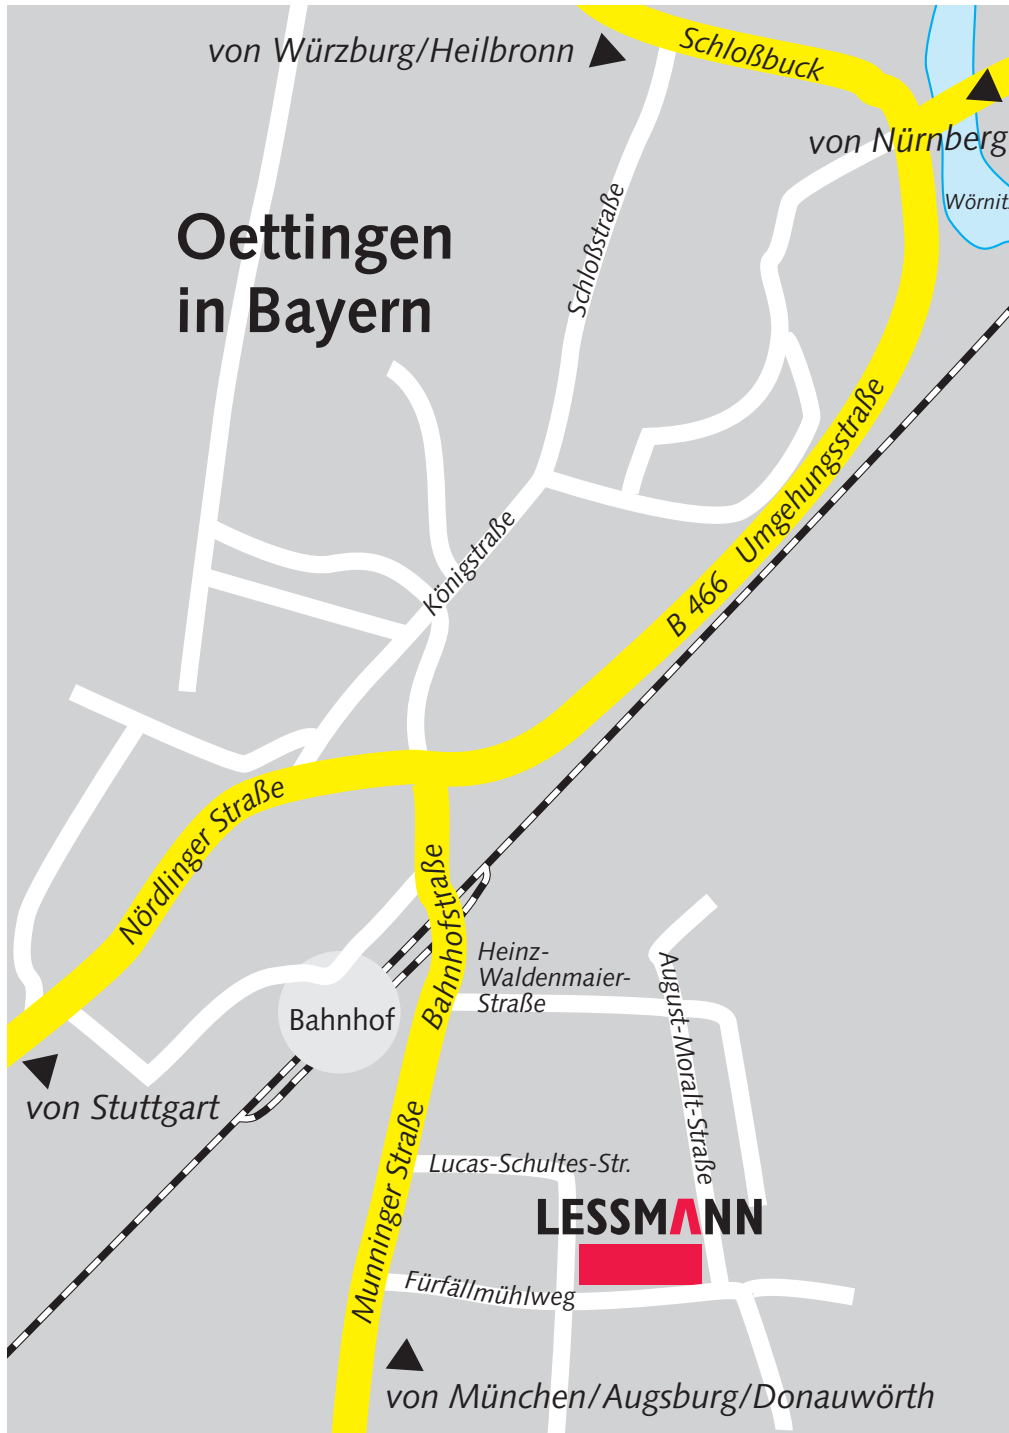 von Würzburg/Heilbronn
Schloßbuck
von Nürnberg
Wörnitz
Oettingen
in Bayern
Schloßstraße
Umgehungsstraße
Königstraße
B 466
Nördlinger Straße
Bahnhofstraße
Heinz-
Waldenmaier-
Straße
August-Moralt-Straße
Bahnhof
von Stuttgart
Munninger Straße
Lucas-Schultes-Str.
LESSMANN
Fürfällmühlweg
von München/Augsburg/Donauwörth